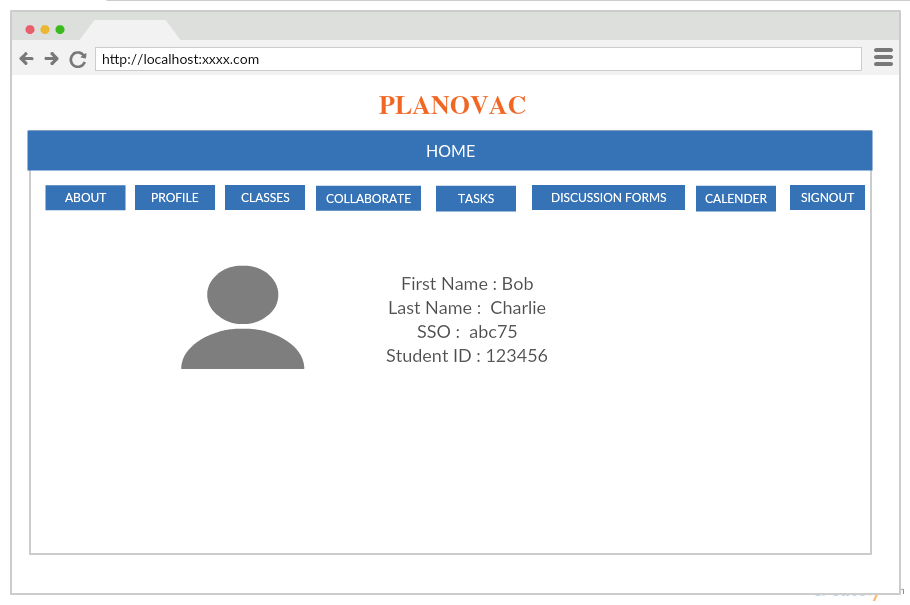 http://localhost:xxxx.com
PLANOVAC
HOME
ABOUT PROFILE CLASSES COLLABORATE TASKS DISCUSSION FORMS CALENDER SIGNOUT
First Name : Bob
Last Name : Charlie
SSO : abc75
Student ID : 123456